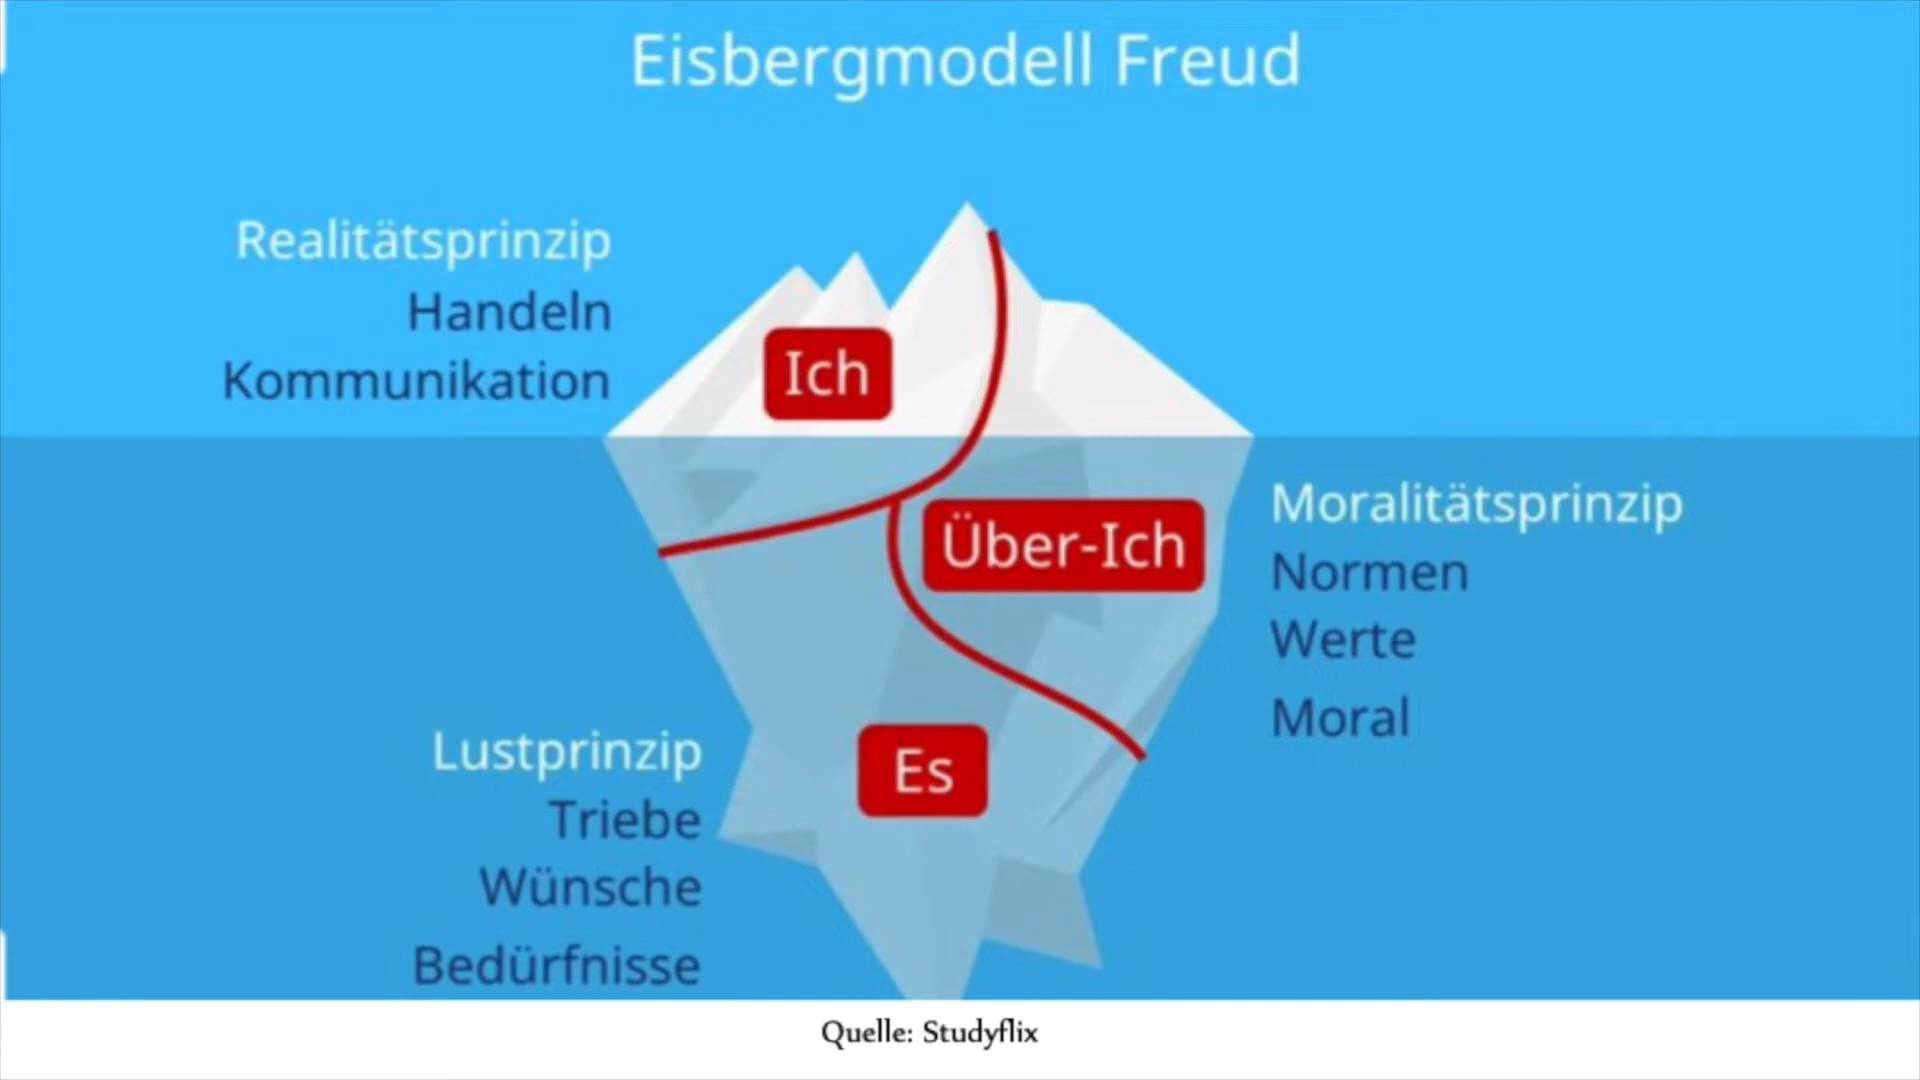 Eisbergmodell Freud
Realitätsprinzip
Handeln
Kommunikation
Ich
Über-Ich
Moralitätsprinzip
Normen
Werte
Moral
Es
Lustprinzip
Triebe
Wünsche
Bedürfnisse
Quelle: Studyflix